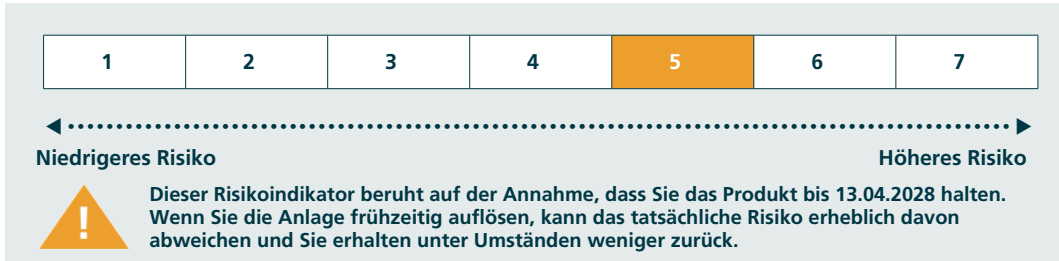 1 2 3 4 5 6 7
Niedrigeres Risiko Höheres Risiko
Dieser Risikoindikator beruht auf der Annahme, dass Sie das Produkt bis 13.04.2028 halten.
Wenn Sie die Anlage frühzeitig auflösen, kann das tatsächliche Risiko erheblich davon
abweichen und Sie erhalten unter Umständen weniger zurück.